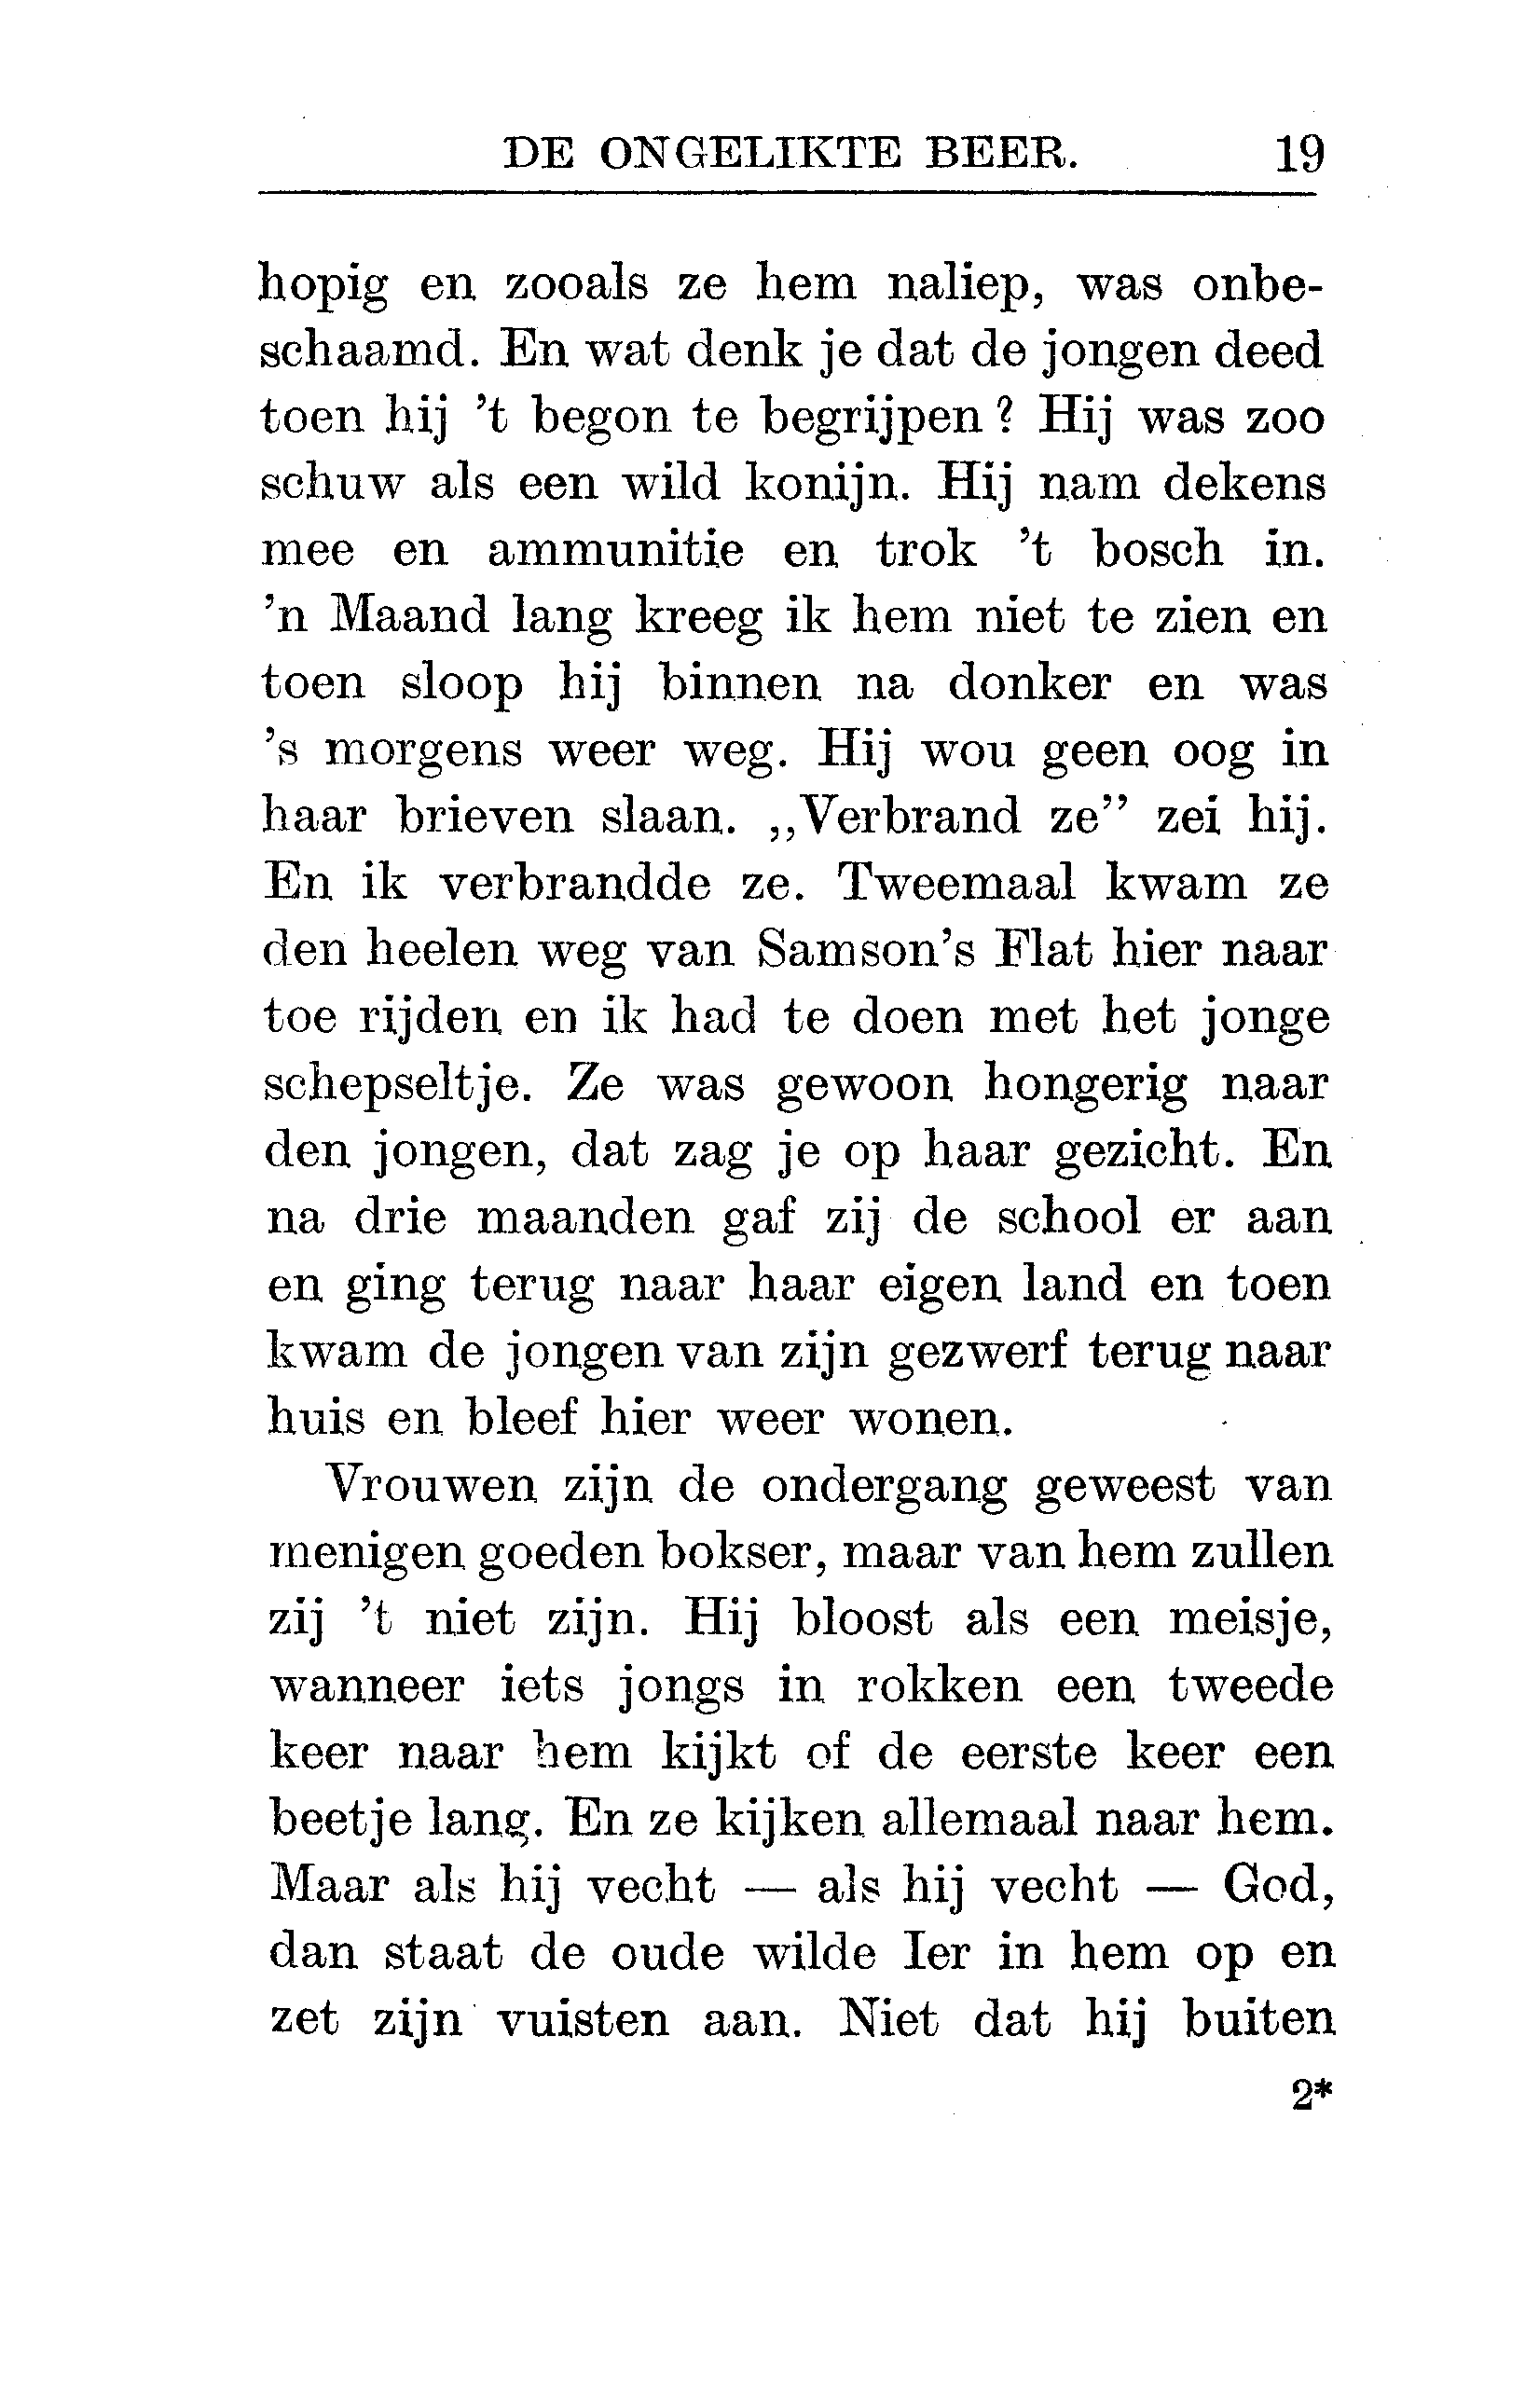 DE ONGELIKTE BEER. 19
hopig en zooals ze hem naliep, was onbe-
schaamd. En wat denk je dat de jongen deed
toen hij 't begon te begrijpen? Hij was zoo
schuw als een wild konijn. Hij nam dekens
mee en ammunitie en trok 't bosch in.
'n Maand lang kreeg ik hem niet te zien en
toen sloop hij binnen na donker en was
's morgens weer weg. Hij wou geen oog in
haar brieven slaan. „Verbrand ze” zei hij.
En ik verbrandde ze. Tweemaal kwam ze
den heelen weg van Samson's Flat hier naar
toe rijden en ik had te doen met het jonge
schepseltje. Ze was gewoon hongerig naar
den jongen, dat zag je op haar gezicht. En
na drie maanden gaf zij de school er aan
en ging terug naar haar eigen land en toen
kwam de jongen van zijn gezwerf terug naar
huis en bleef hier weer wonen.
Vrouwen zijn de ondergang geweest van
menigen goeden bokser, maar van hem zullen
zij 't niet zijn. Hij bloost als een meisje,
wanneer iets jongs in rokken een tweede
keer naar hem kijkt of de eerste keer een
beetje lang. En ze kijken allemaal naar hem.
Maar als hij vecht — als hij vecht — God,
dan staat de oude wilde Ier in hem op en
zet zijn vuisten aan. Niet dat hij buiten
2*